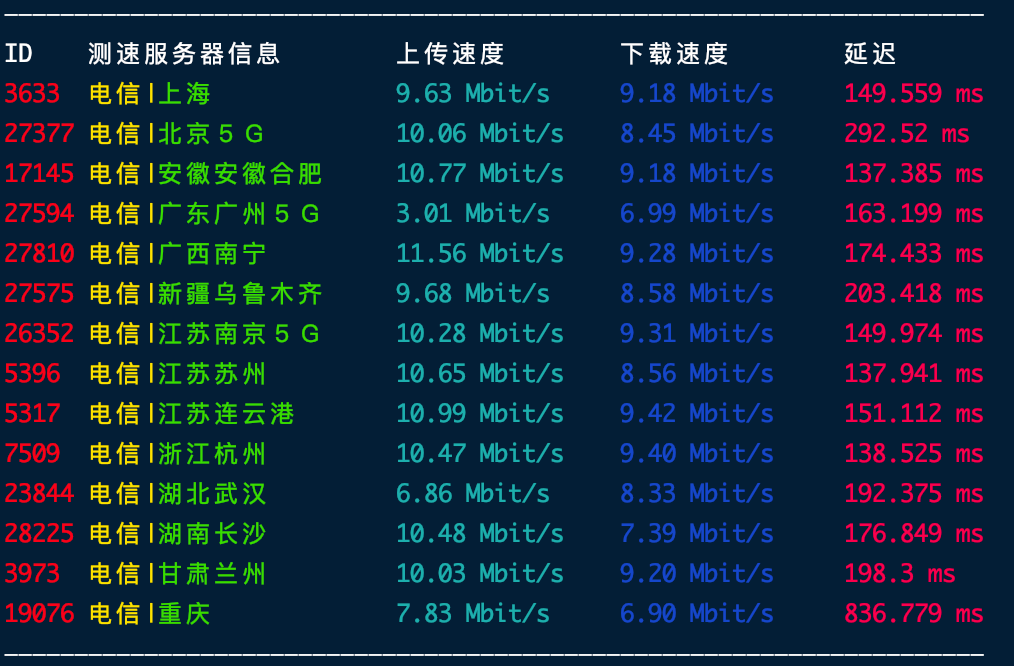 ID 测速服务器信息 上传速度 下载速度 延迟
3633 电信|上海 9.63 Mbit/s 9.18 Mbit/s 149.559 ms
27377 电信|北京５Ｇ 10.06 Mbit/s 8.45 Mbit/s 292.52 ms
17145 电信|安徽安徽合肥 10.77 Mbit/s 9.18 Mbit/s 137.385 ms
27594 电信|广东广州５Ｇ 3.01 Mbit/s 6.99 Mbit/s 163.199 ms
27810 电信|广西南宁 11.56 Mbit/s 9.28 Mbit/s 174.433 ms
27575 电信|新疆乌鲁木齐 9.68 Mbit/s 8.58 Mbit/s 203.418 ms
26352 电信|江苏南京５Ｇ 10.28 Mbit/s 9.31 Mbit/s 149.974 ms
5396 电信|江苏苏州 10.65 Mbit/s 8.56 Mbit/s 137.941 ms
5317 电信|江苏连云港 10.99 Mbit/s 9.42 Mbit/s 151.112 ms
7509 电信|浙江杭州 10.47 Mbit/s 9.40 Mbit/s 138.525 ms
23844 电信|湖北武汉 6.86 Mbit/s 8.33 Mbit/s 192.375 ms
28225 电信|湖南长沙 10.48 Mbit/s 7.39 Mbit/s 176.849 ms
3973 电信|甘肃兰州 10.03 Mbit/s 9.20 Mbit/s 198.3 ms
19076 电信|重庆 7.83 Mbit/s 6.90 Mbit/s 836.779 ms